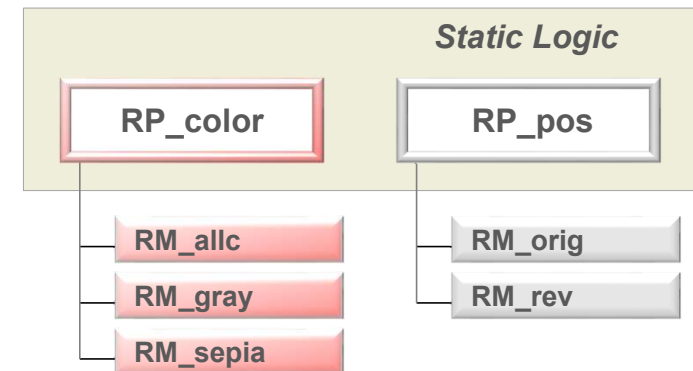 Static Logic
RP_color
RP_pos
RM_allc
RM_orig
RM_gray
RM_rev
RM_sepia